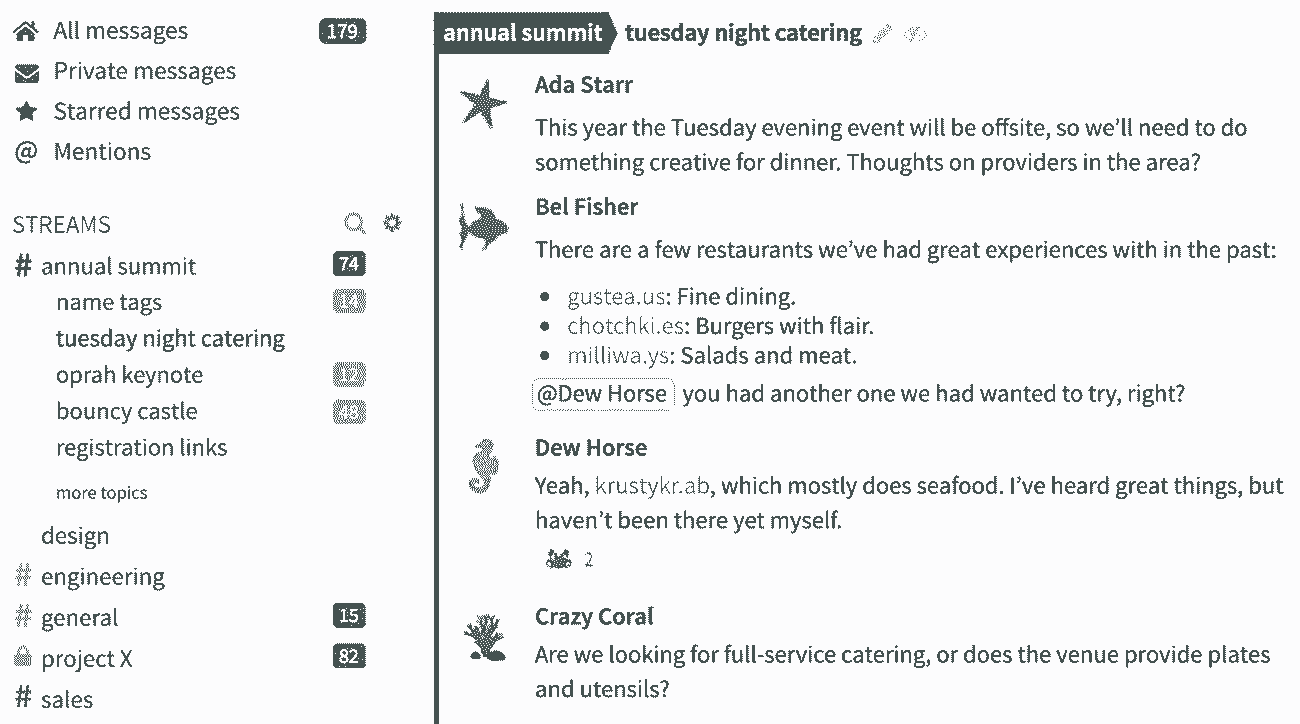 All messages 179
Private messages
Starred messages
@ Mentions
STREAMS
# annual summit 74
name tags 14
tuesday night catering
oprah keynote
bouncy castle
registration links
more topics
design
# engineering
# general 15
project X 82
# sales
annual summit tuesday night catering
Ada Starr
This year the Tuesday evening event will be offsite, so we’ll need to do
something creative for dinner. Thoughts on providers in the area?
Bel Fisher
There are a few restaurants we’ve had great experiences with in the past:
• gustea.us: Fine dining.
• chotchki.es: Burgers with flair.
• milliwa.ys: Salads and meat.
@Dew Horse you had another one we had wanted to try, right?
Dew Horse
Yeah, krustykr.ab, which mostly does seafood. I’ve heard great things, but
haven’t been there yet myself.
2
Crazy Coral
Are we looking for full-service catering, or does the venue provide plates
and utensils?